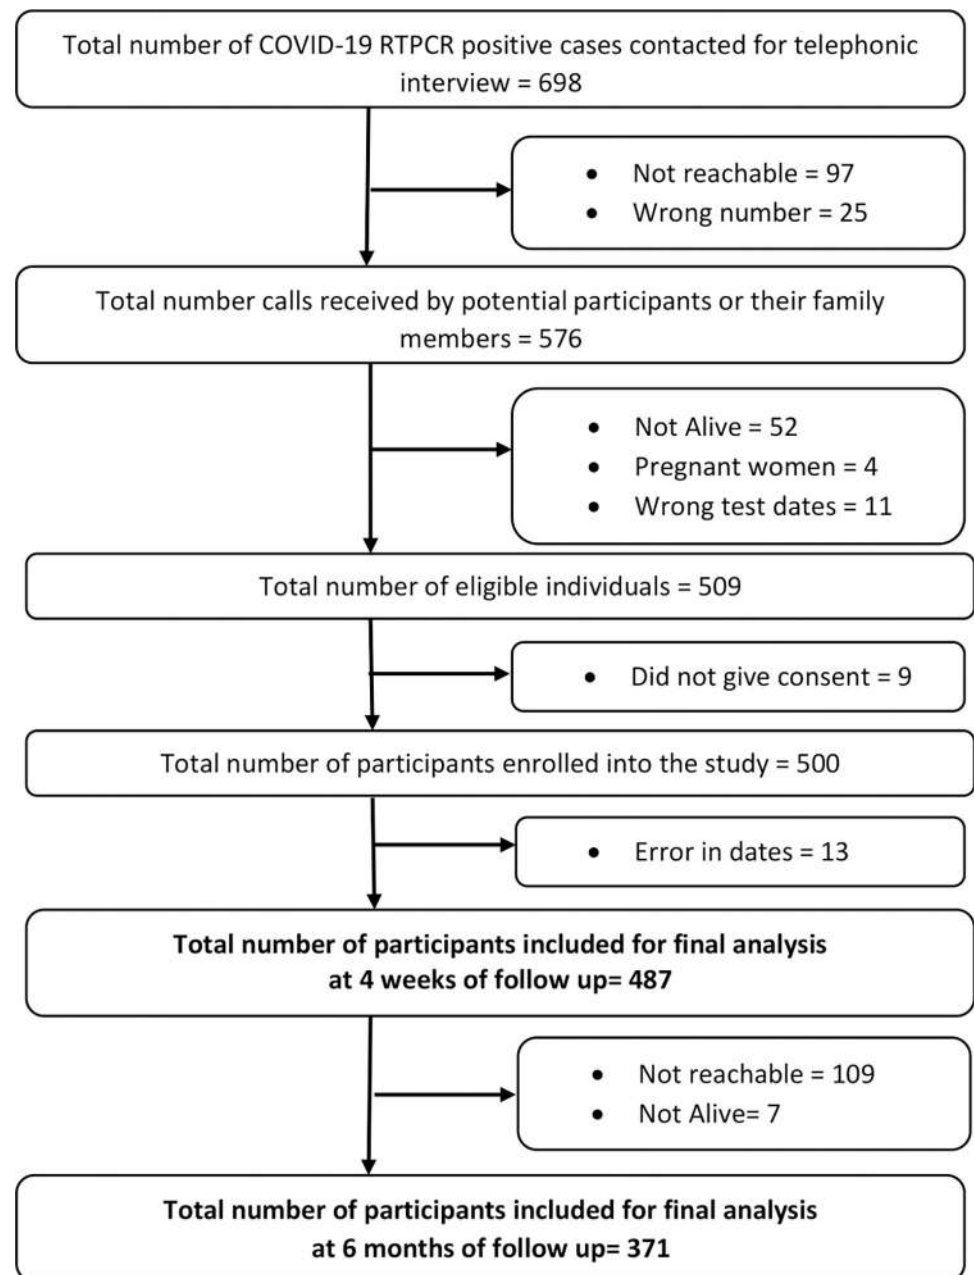 Total number of COVID-19 RTPCR positive cases contacted for telephonic
interview = 698
• Not reachable = 97
• Wrong number = 25
Total number calls received by potential participants or their family
members = 576
• Not Alive = 52
• Pregnant women = 4
• Wrong test dates = 11
Total number of eligible individuals = 509
• Did not give consent = 9
Total number of participants enrolled into the study = 500
• Error in dates = 13
Total number of participants included for final analysis
at 4 weeks of follow up= 487
• Not reachable = 109
• Not Alive= 7
Total number of participants included for final analysis
at 6 months of follow up= 371